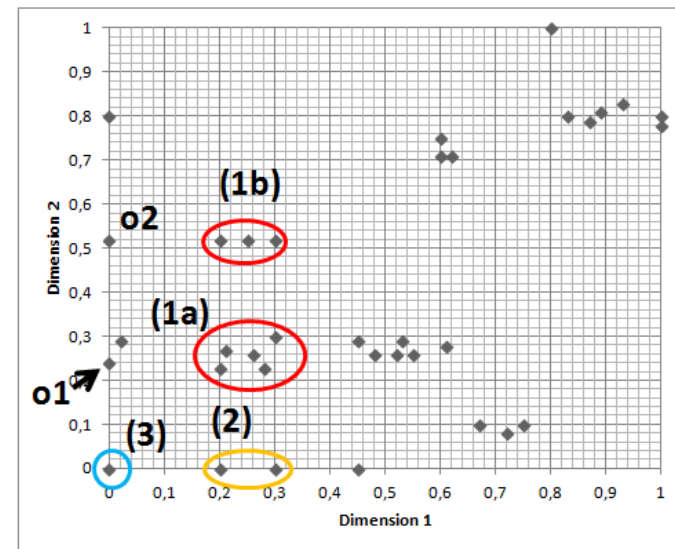 1
0,9
0,8
0,7
0,6
0,5
0,4
0,3
0,2
0,1
0
Dimension 2
(1b)
o2
(1a)
o1
(3)
(2)
0 0,1 0,2 0,3 0,4 0,5 0,6 0,7 0,8 0,9 1
Dimension 1